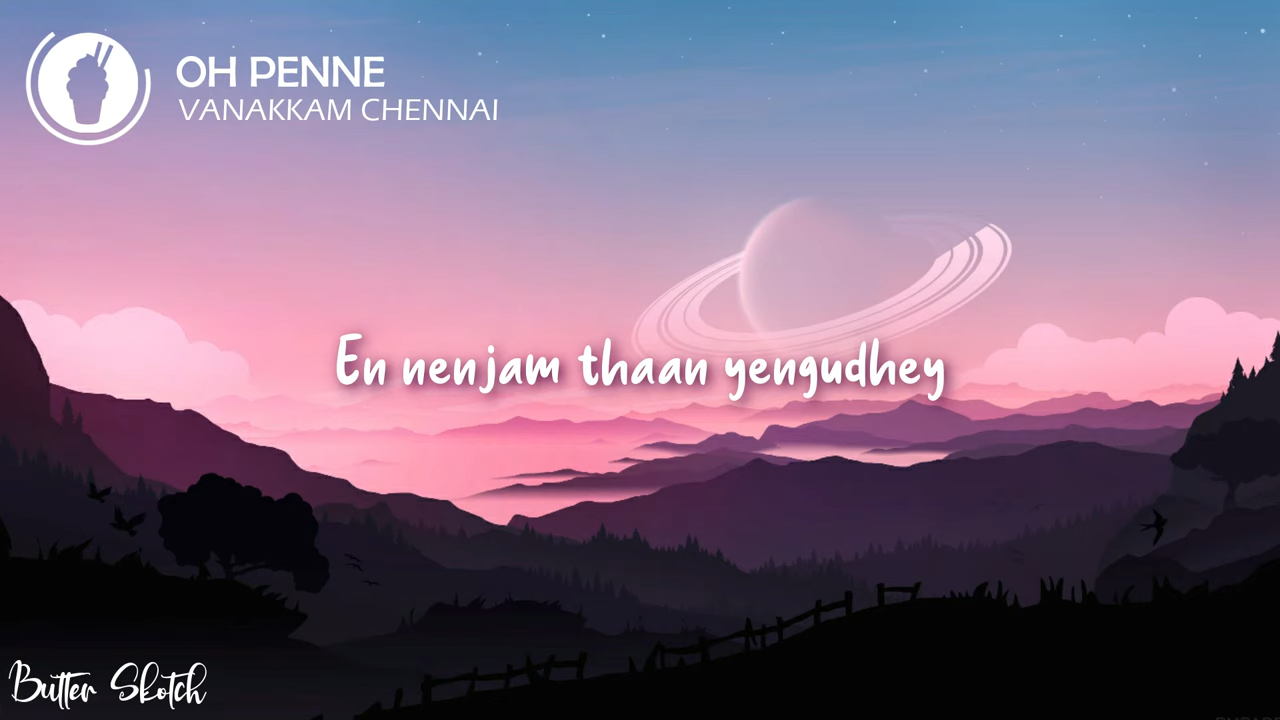 OH PENNE
VANAKKAM CHENNAI
En nenjam thaan yengudhey
Butter Skotch